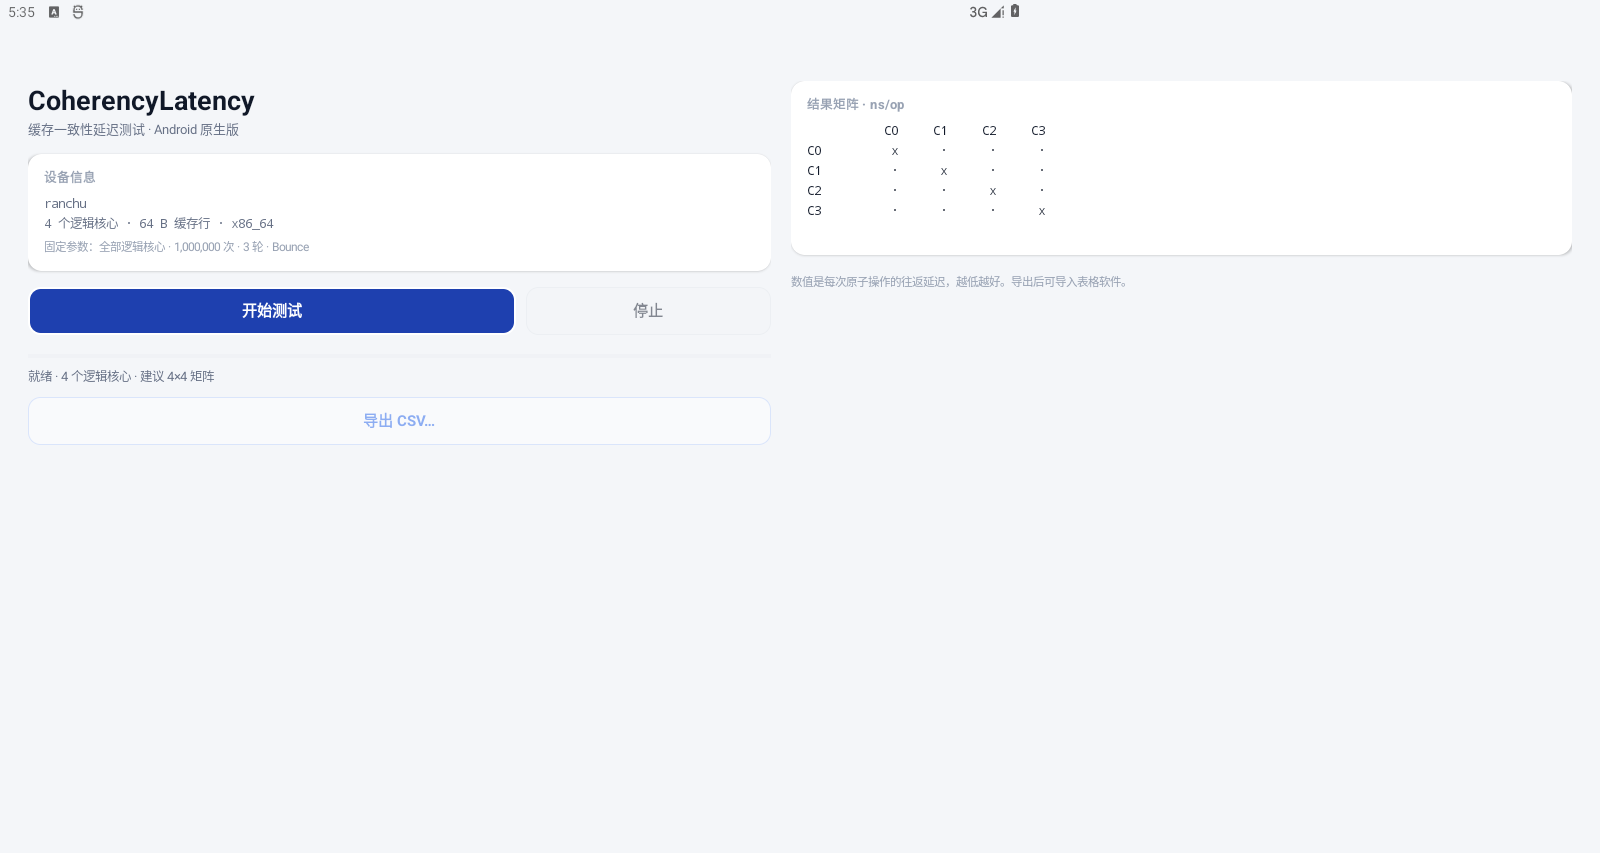 5:35
3G
CoherencyLatency
缓存一致性延迟测试 · Android 原生版
设备信息
ranchu
4 个逻辑核心 · 64 B 缓存行 · x86_64
固定参数：全部逻辑核心 · 1,000,000 次 · 3 轮 · Bounce
开始测试
停止
就绪 · 4 个逻辑核心 · 建议 4×4 矩阵
导出 CSV…
结果矩阵 · ns/op
C0 C1 C2 C3
C0 x · · ·
C1 · x · ·
C2 · · x ·
C3 · · · x
数值是每次原子操作的往返延迟，越低越好。导出后可导入表格软件。